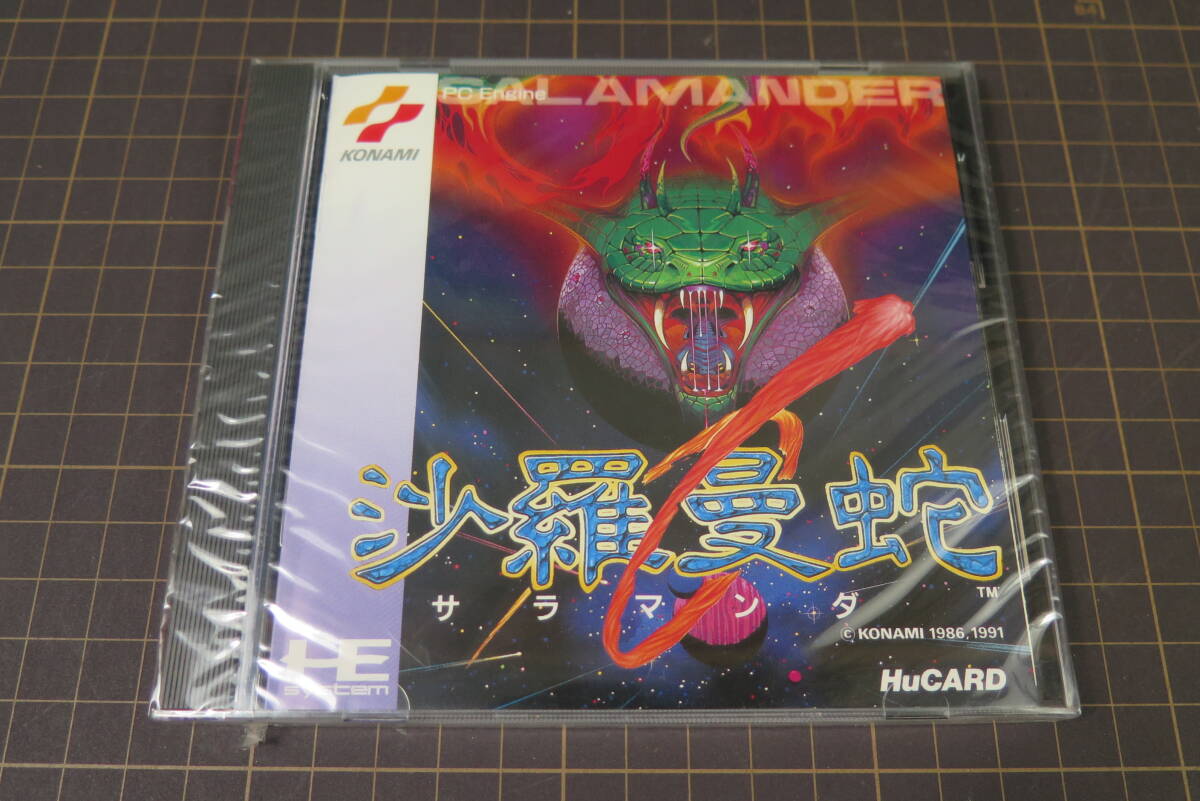 SALAMANDER
PC Engine
KONAMI
沙羅曼蛇
サラマンダ
TM
© KONAMI 1986,1991
HE
system
HuCARD